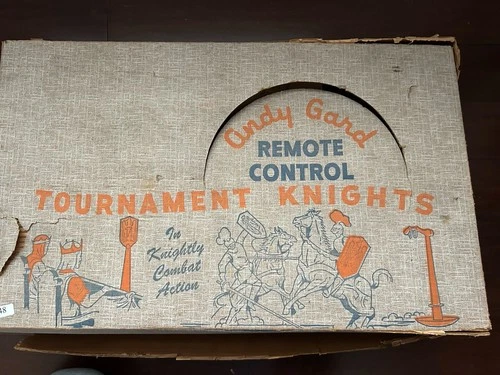 Andy Gard
REMOTE
CONTROL
TOURNAMENT KNIGHTS
In
Knightly
Combat
Action